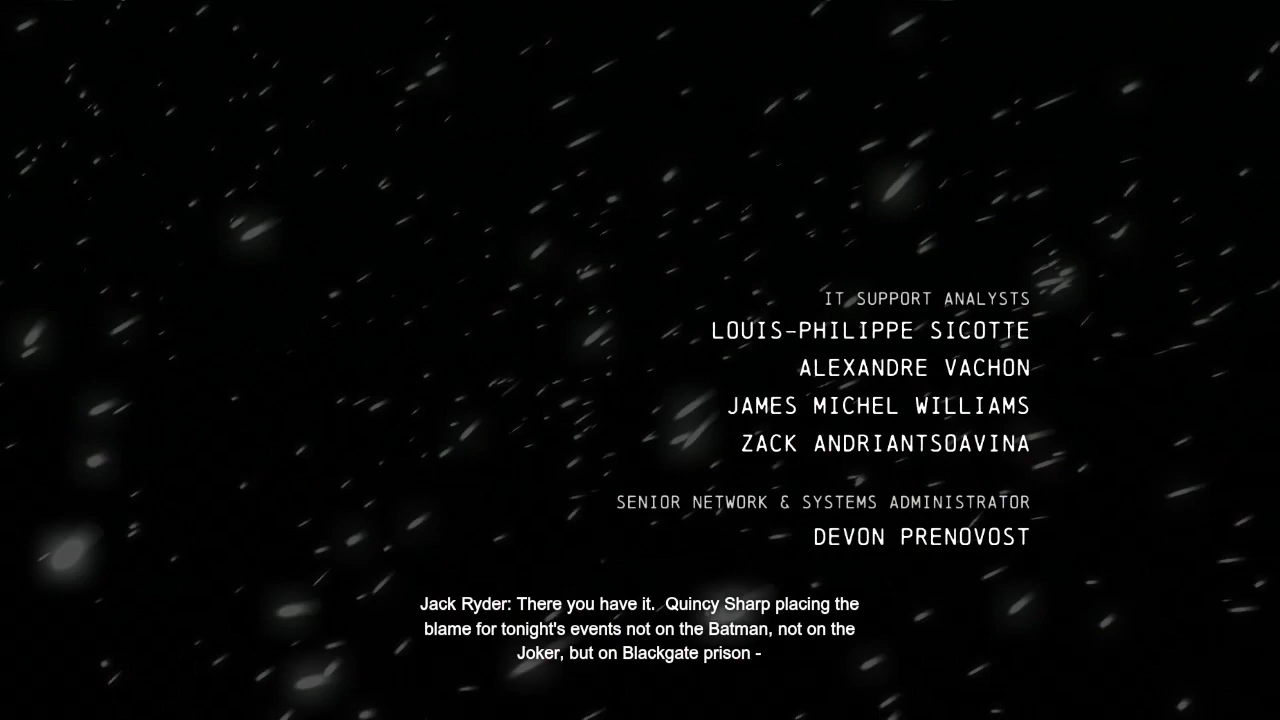 IT SUPPORT ANALYSTS
LOUIS-PHILIPPE SICOTTE
ALEXANDRE VACHON
JAMES MICHEL WILLIAMS
ZACK ANDRIANTSOAVINA
SENIOR NETWORK & SYSTEMS ADMINISTRATOR
DEVON PRENOVOST
Jack Ryder: There you have it.  Quincy Sharp placing the
blame for tonight's events not on the Batman, not on the
Joker, but on Blackgate prison -